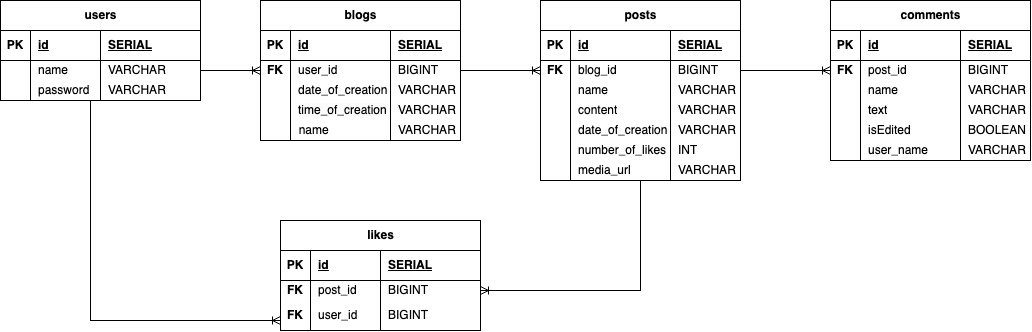 users
PK id SERIAL
name VARCHAR
password VARCHAR
blogs
PK id SERIAL
FK user_id BIGINT
date_of_creation VARCHAR
time_of_creation VARCHAR
name VARCHAR
posts
PK id SERIAL
FK blog_id BIGINT
name VARCHAR
content VARCHAR
date_of_creation VARCHAR
number_of_likes INT
media_url VARCHAR
comments
PK id SERIAL
FK post_id BIGINT
name VARCHAR
text VARCHAR
isEdited BOOLEAN
user_name VARCHAR
likes
PK id SERIAL
FK post_id BIGINT
FK user_id BIGINT